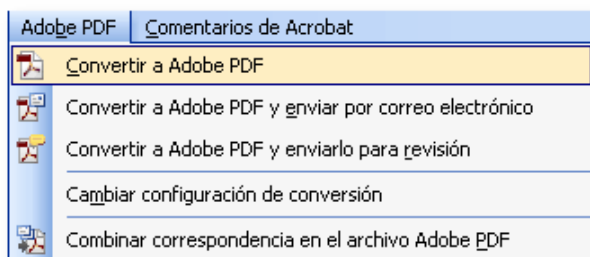 Adobe PDF Comentarios de Acrobat
Convertir a Adobe PDF
Convertir a Adobe PDF y enviar por correo electrónico
Convertir a Adobe PDF y enviarlo para revisión
Cambiar configuración de conversión
Combinar correspondencia en el archivo Adobe PDF